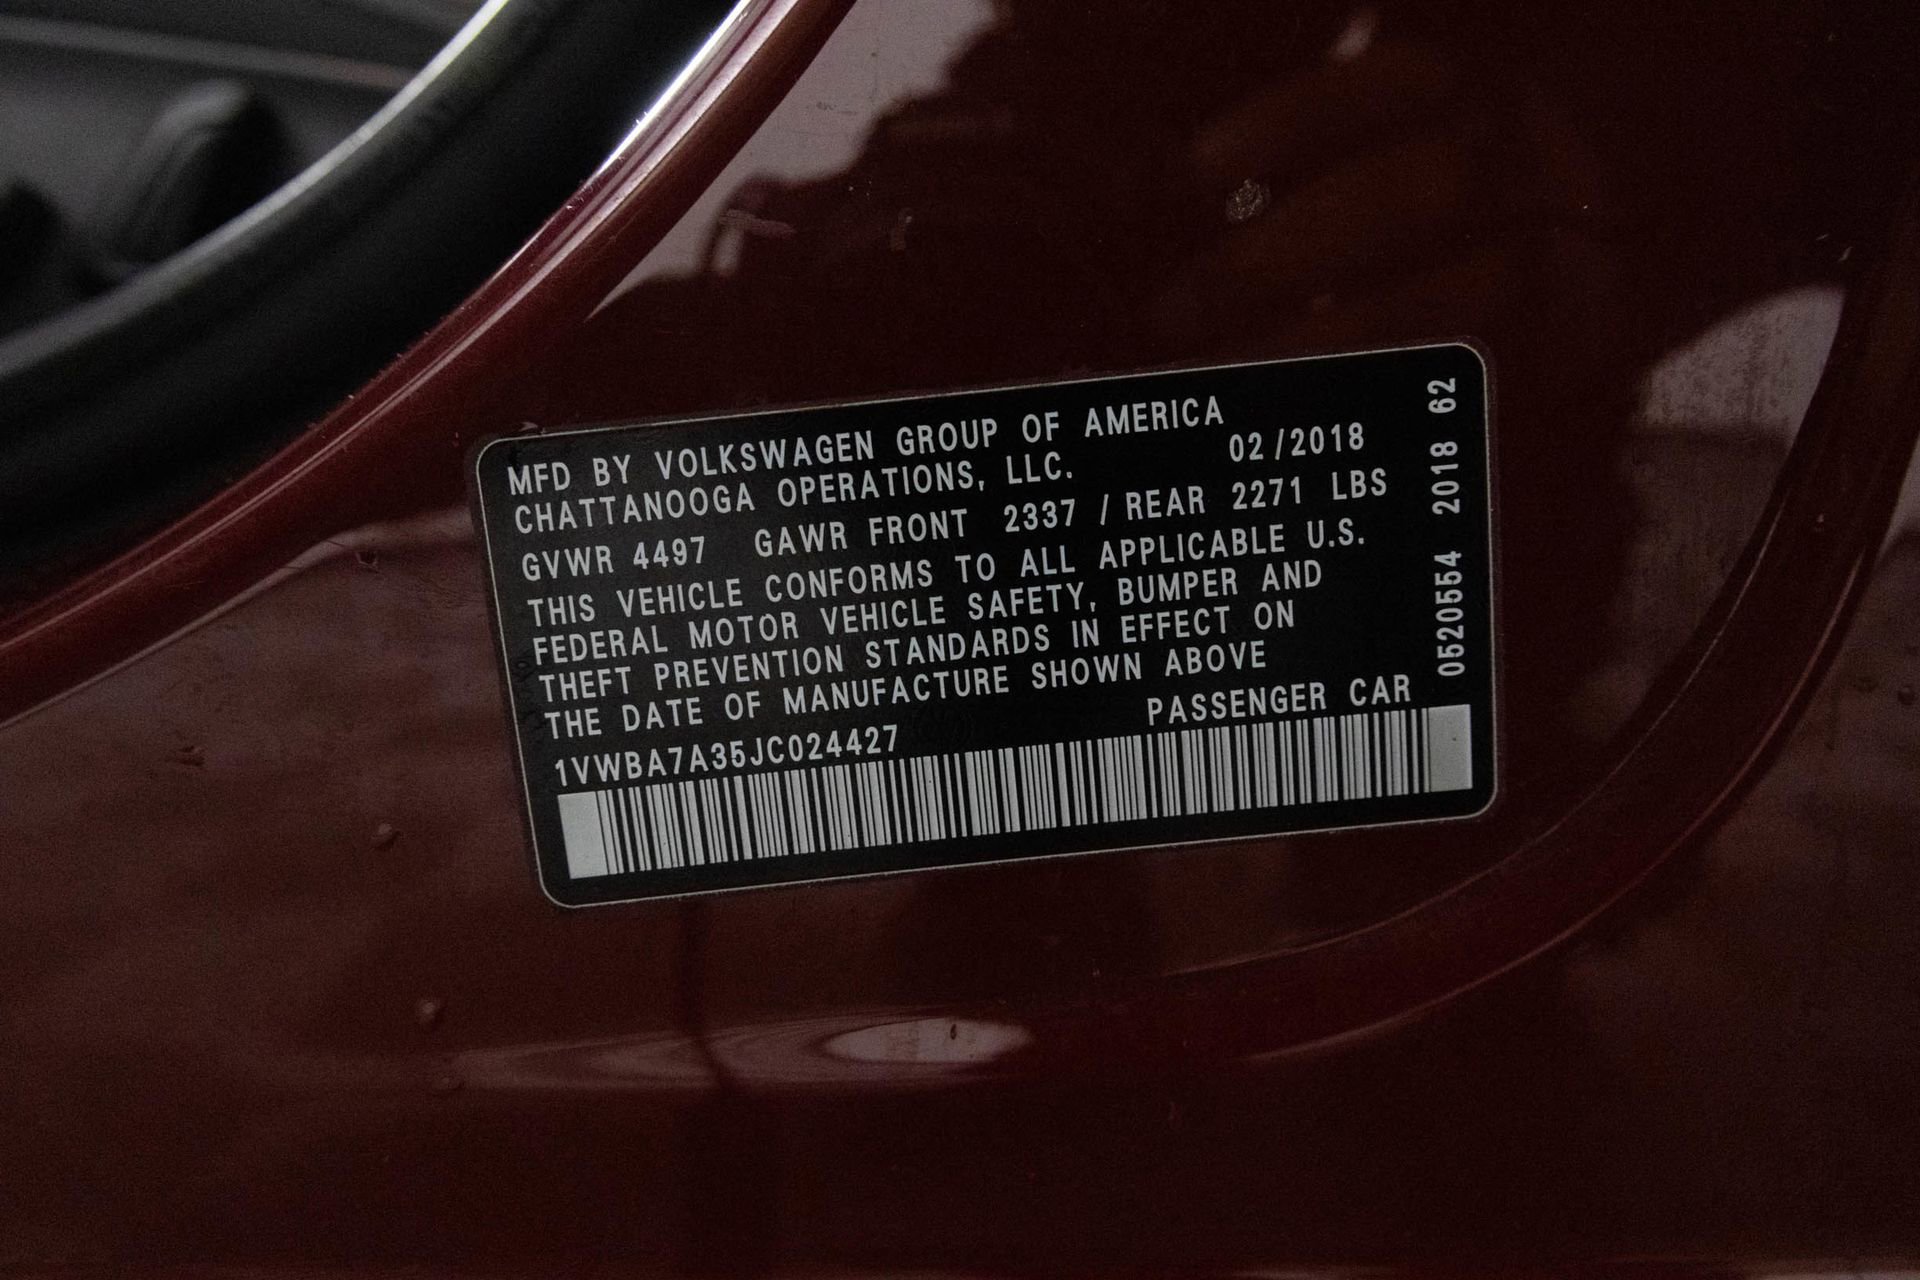 MFD BY VOLKSWAGEN GROUP OF AMERICA
CHATTANOOGA OPERATIONS, LLC. 02/2018
GVWR 4497 GAWR FRONT 2337 / REAR 2271 LBS
THIS VEHICLE CONFORMS TO ALL APPLICABLE U.S.
FEDERAL MOTOR VEHICLE SAFETY, BUMPER AND
THEFT PREVENTION STANDARDS IN EFFECT ON
THE DATE OF MANUFACTURE SHOWN ABOVE
1VWBA7A35JC024427 PASSENGER CAR
0520554 2018 62